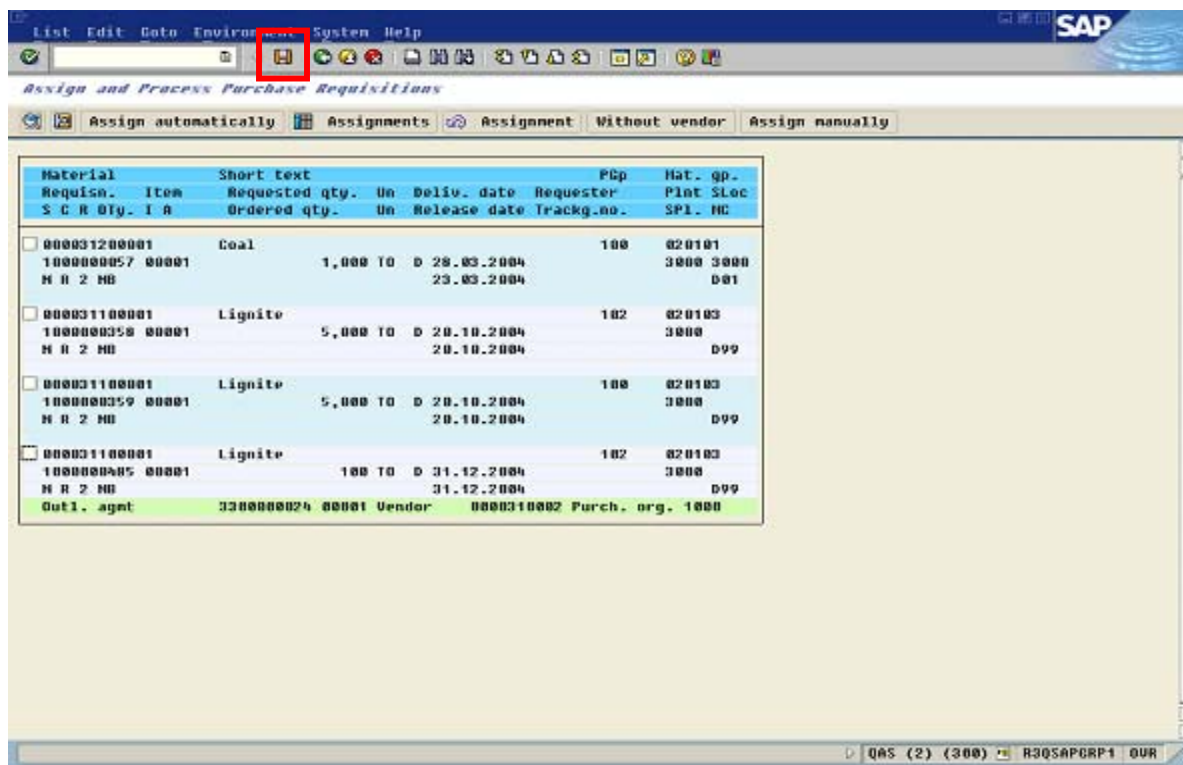 List Edit Goto Environment System Help
SAP
Assign and Process Purchase Requisitions
Assign automatically Assignments Assignment Without vendor Assign manually
Material Short text PGp Mat. gp.
Requisn. Item Requested qty. Un Deliv. date Requester Plnt SLoc
S C R OTy. I A Ordered qty. Un Release date Trackg.no. SPl. MC
000031200001 Coal 100 020101
1000000057 00001 1,000 TO D 28.03.2004 3000 3000
N R 2 NB 23.03.2004 D01
000031100001 Lignite 102 020103
1000000358 00001 5,000 TO D 20.10.2004 3000
N R 2 NB 20.10.2004 D99
000031100001 Lignite 100 020103
1000000359 00001 5,000 TO D 20.10.2004 3000
N R 2 NB 20.10.2004 D99
000031100001 Lignite 102 020103
1000000485 00001 100 TO D 31.12.2004 3000
N R 2 NB 31.12.2004 D99
Outl. agmt 3300000024 00001 Vendor 0000310002 Purch. org. 1000
QAS (2) (300) R3QSAPGRP1 OVR